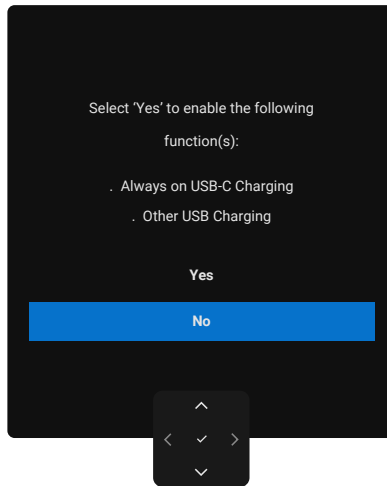 Select ‘Yes’ to enable the following
function(s):
. Always on USB-C Charging
. Other USB Charging
Yes
No